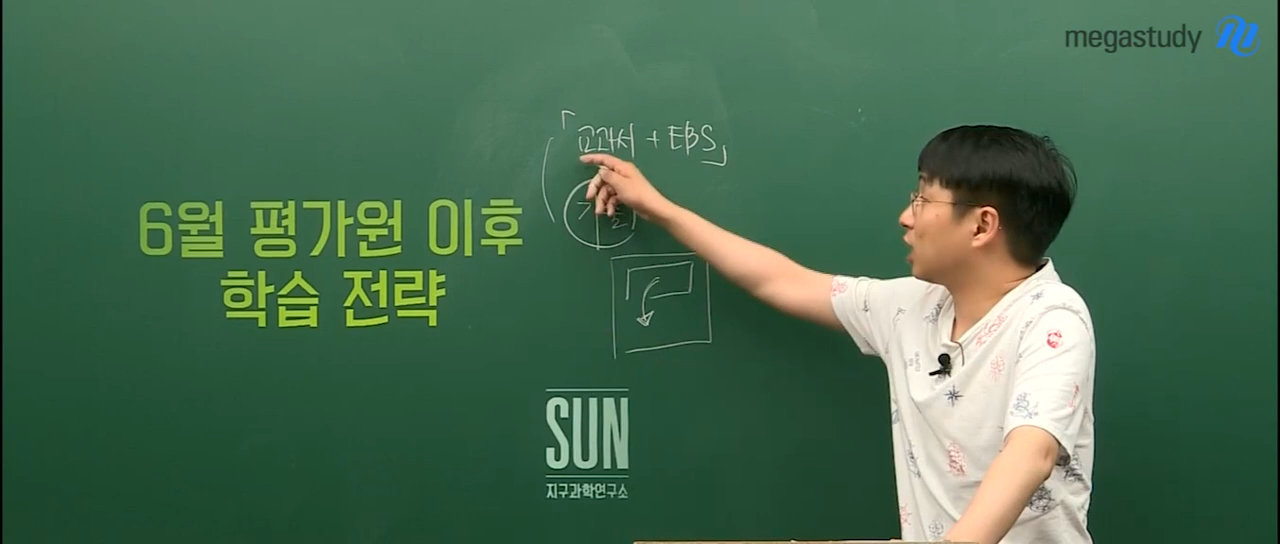 megastudy
「교과서 + EBS」
6월 평가원 이후
학습 전략
SUN
지구과학연구소